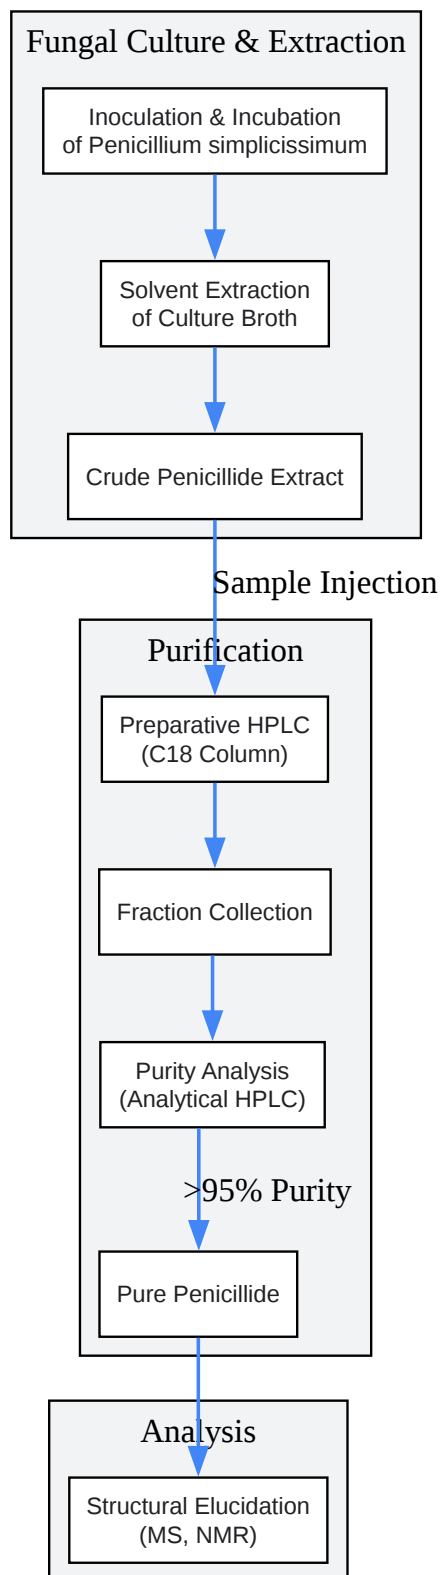 Fungal Culture & Extraction
Inoculation & Incubation
of Penicillium simplicissimum
Solvent Extraction
of Culture Broth
Crude Penicillide Extract
Sample Injection
Purification
Preparative HPLC
(C18 Column)
Fraction Collection
Purity Analysis
(Analytical HPLC)
>95% Purity
Pure Penicillide
Analysis
Structural Elucidation
(MS, NMR)